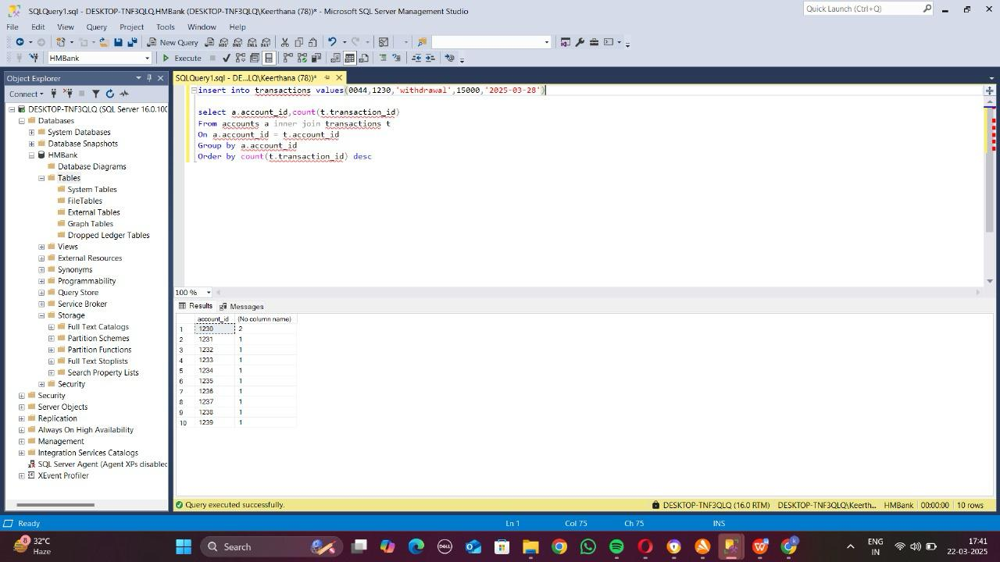 SQLQuery1.sql - DESKTOP-TNF3QLQ.HMBank (DESKTOP-TNF3QLQ\Keerthana (78))* - Microsoft SQL Server Management Studio
Quick Launch (Ctrl+Q)
File Edit View Query Project Tools Window Help
New Query
HMBank
Execute
Object Explorer
Connect
DESKTOP-TNF3QLQ (SQL Server 16.0.100
Databases
System Databases
Database Snapshots
HMBank
Database Diagrams
Tables
System Tables
FileTables
External Tables
Graph Tables
Dropped Ledger Tables
Views
External Resources
Synonyms
Programmability
Query Store
Service Broker
Storage
Full Text Catalogs
Partition Schemes
Partition Functions
Full Text Stoplists
Search Property Lists
Security
Security
Server Objects
Replication
Always On High Availability
Management
Integration Services Catalogs
SQL Server Agent (Agent XPs disabled
XEvent Profiler
SQLQuery1.sql - DE...LQ\Keerthana (78))*
insert into transactions values(0044,1230,'withdrawal',15000,'2025-03-28')
select a.account_id,count(t.transaction_id)
From accounts a inner join transactions t
On a.account_id = t.account_id
Group by a.account_id
Order by count(t.transaction_id) desc
100 %
Results Messages
account_id (No column name)
1 1230 2
2 1231 1
3 1232 1
4 1233 1
5 1234 1
6 1235 1
7 1236 1
8 1237 1
9 1238 1
10 1239 1
Query executed successfully. DESKTOP-TNF3QLQ (16.0 RTM) DESKTOP-TNF3QLQ\Keerth... HMBank 00:00:00 10 rows
Ready Ln 1 Col 75 Ch 75 INS
8
32°C
Haze
Search
DELL
ENG
IN
17:41
22-03-2025